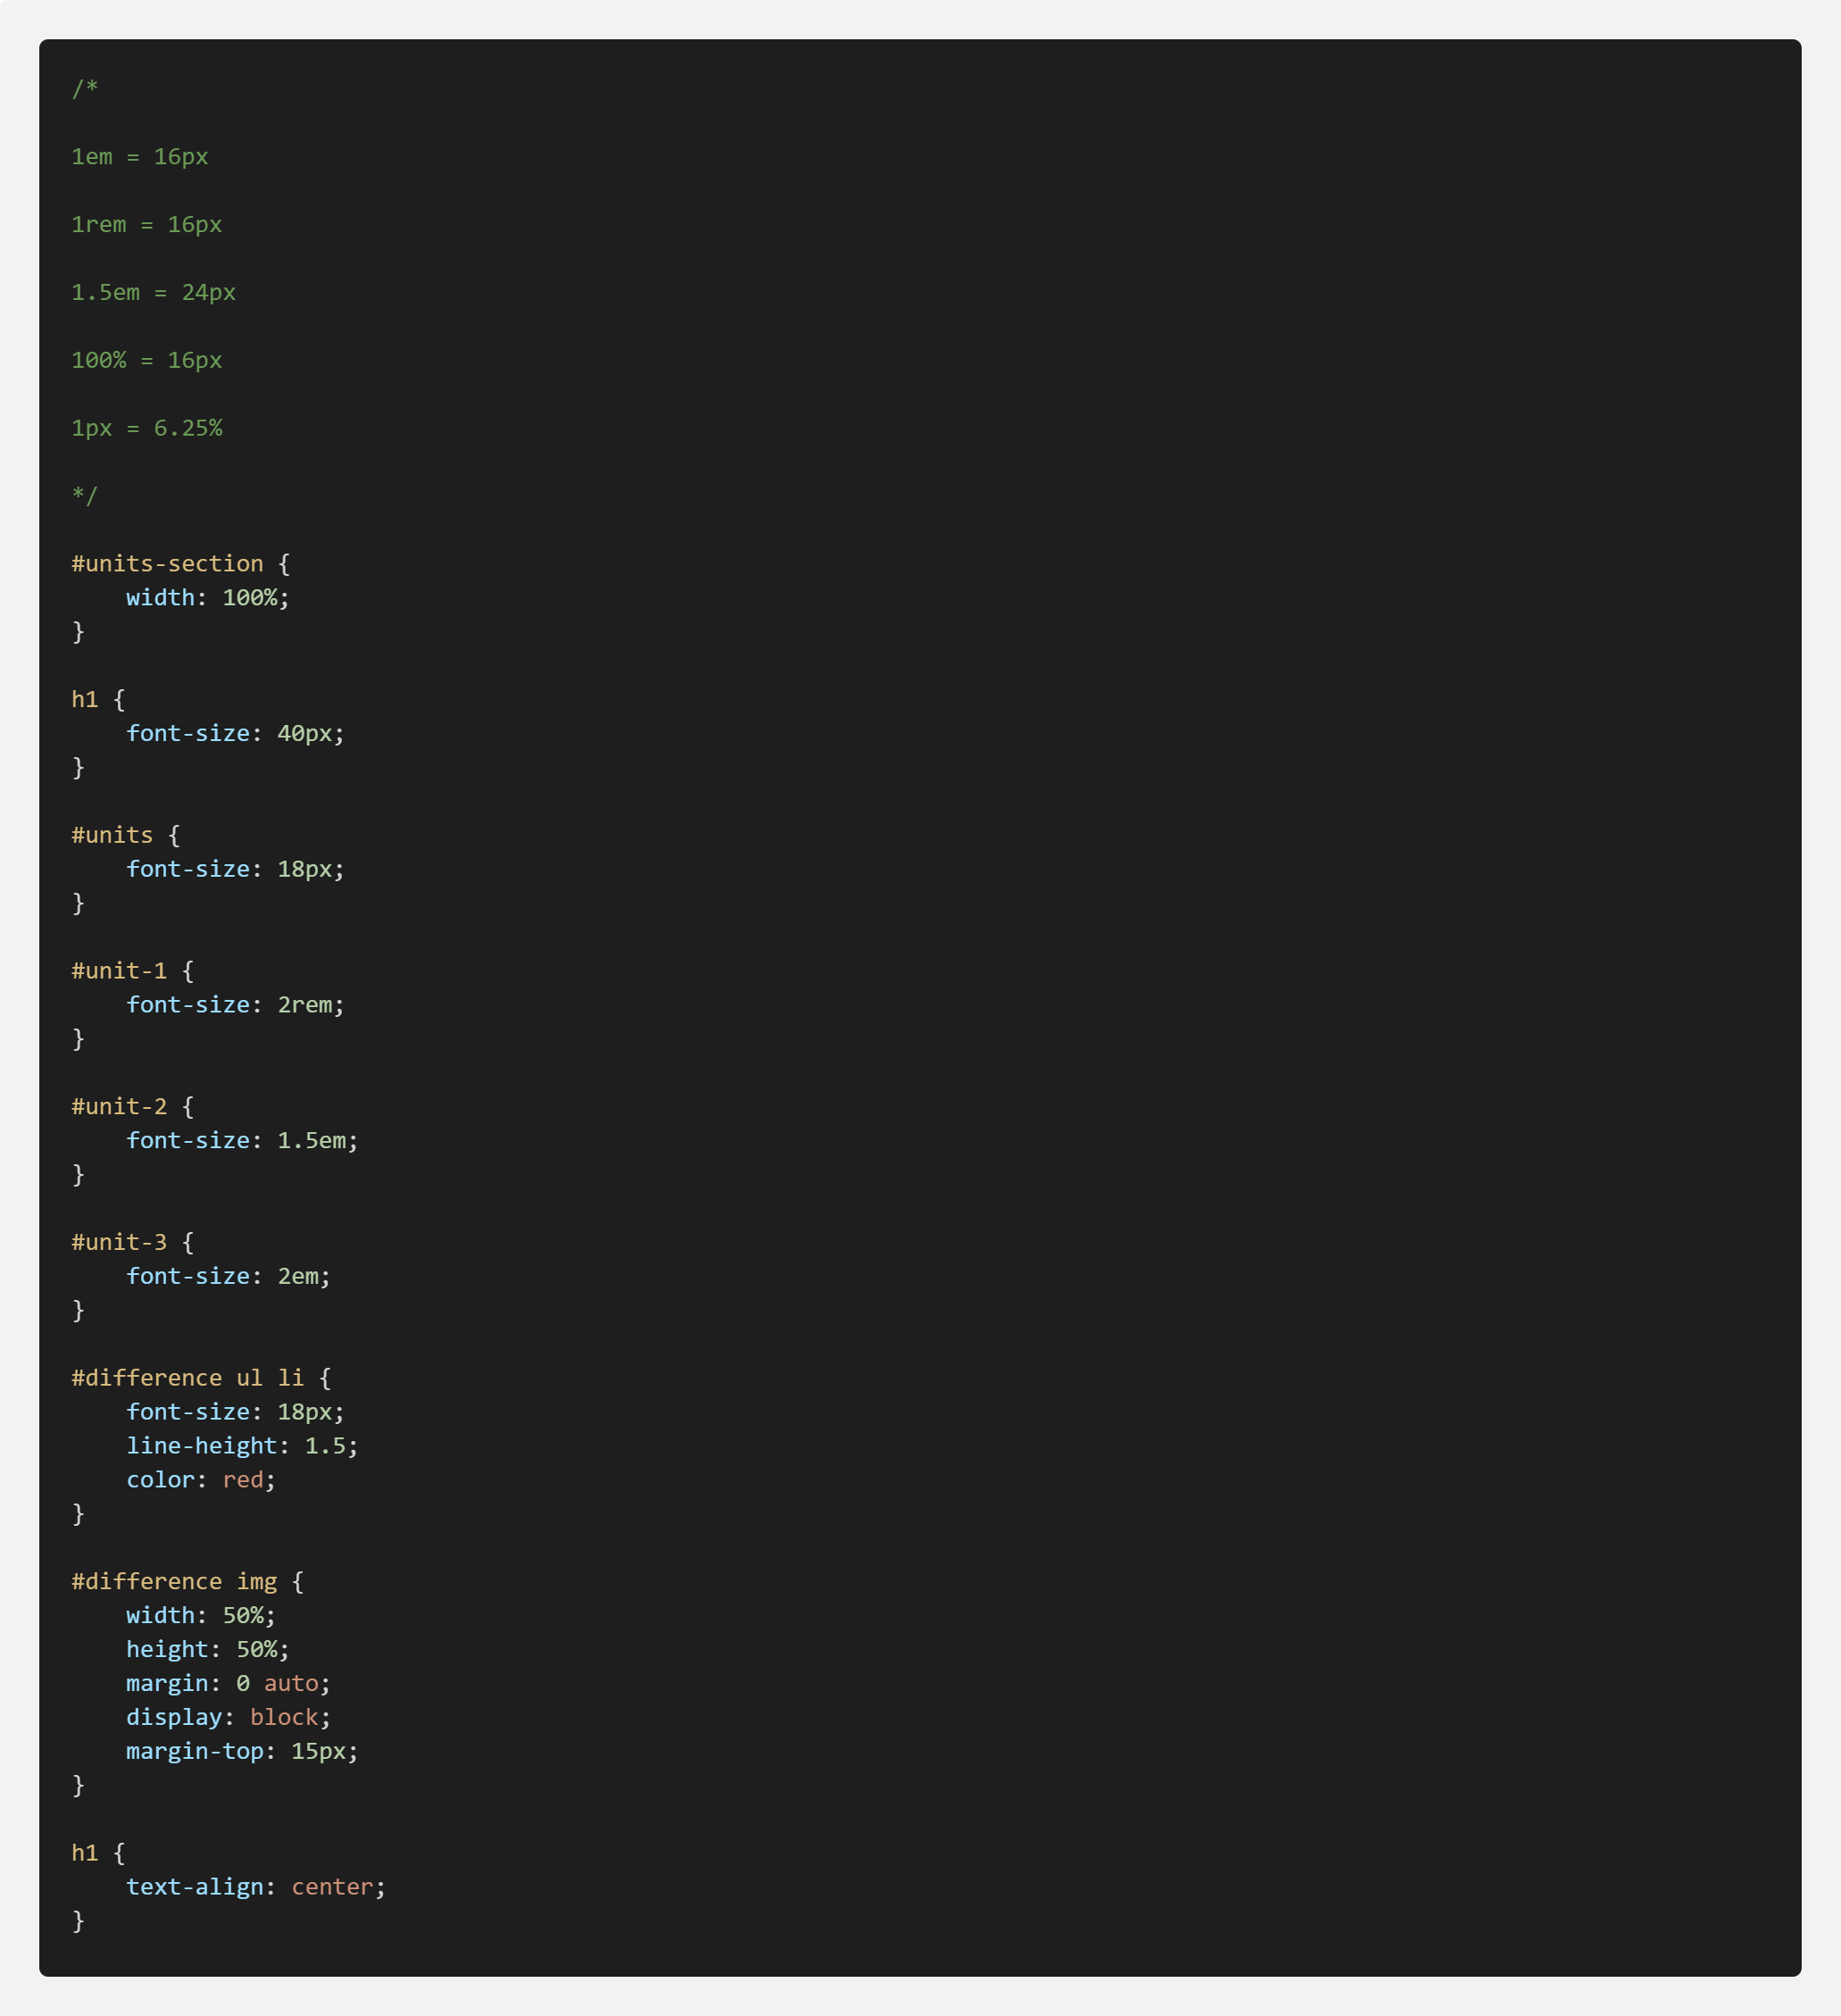 /*
1em = 16px
1rem = 16px
1.5em = 24px
100% = 16px
1px = 6.25%
*/
#units-section {
    width: 100%;
}
h1 {
    font-size: 40px;
}
#units {
    font-size: 18px;
}
#unit-1 {
    font-size: 2rem;
}
#unit-2 {
    font-size: 1.5em;
}
#unit-3 {
    font-size: 2em;
}
#difference ul li {
    font-size: 18px;
    line-height: 1.5;
    color: red;
}
#difference img {
    width: 50%;
    height: 50%;
    margin: 0 auto;
    display: block;
    margin-top: 15px;
}
h1 {
    text-align: center;
}